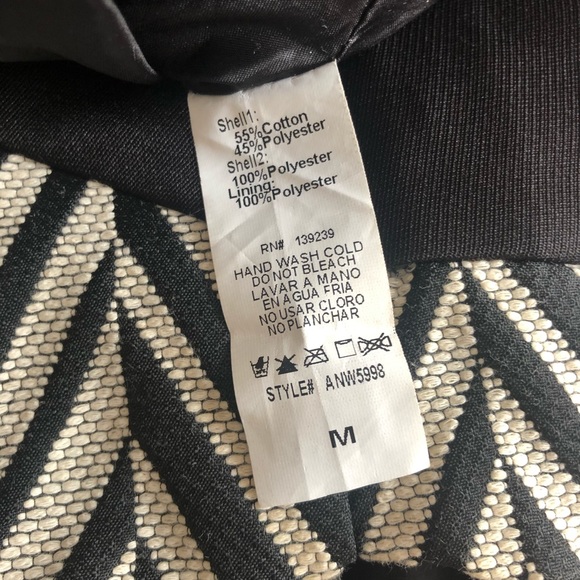 Shell1:
55%Cotton
45%Polyester
Shell2:
100%Polyester
Lining:
100%Polyester
RN# 139239
HAND WASH COLD
DO NOT BLEACH
LAVAR A MANO
EN AGUA FRIA
NO USAR CLORO
NO PLANCHAR
STYLE# ANW5998
M